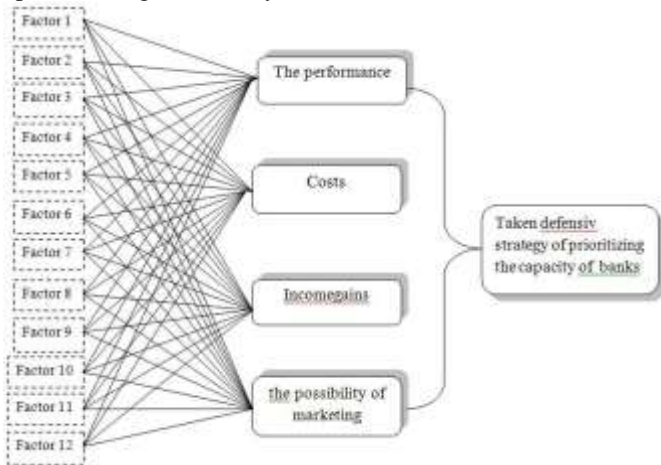 Factor 1
Factor 2
Factor 3
Factor 4
Factor 5
Factor 6
Factor 7
Factor 8
Factor 9
Factor 10
Factor 11
Factor 12
The performance
Costs
Incomegains
the possibility of
marketing
Taken defensiv
strategy of prioritizing
the capacity of banks